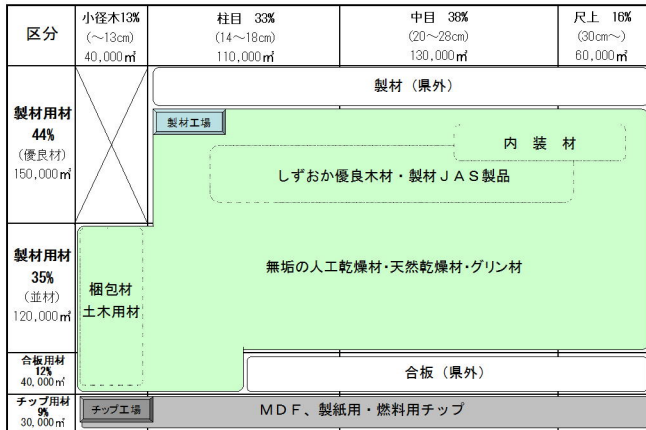 区分
小径木13%
(～13cm)
40,000㎥
柱目 33%
(14～18cm)
110,000㎥
中目 38%
(20～28cm)
130,000㎥
尺上 16%
(30cm～)
60,000㎥
製材用材
44%
(優良材)
150,000㎥
製材（県外）
製材工場
内 装 材
しずおか優良木材・製材ＪＡＳ製品
製材用材
35%
(並材)
120,000㎥
梱包材
土木用材
無垢の人工乾燥材・天然乾燥材・グリン材
合板用材
12%
40,000㎥
合板（県外）
チップ用材
9%
30,000㎥
チップ工場
ＭＤＦ、製紙用・燃料用チップ